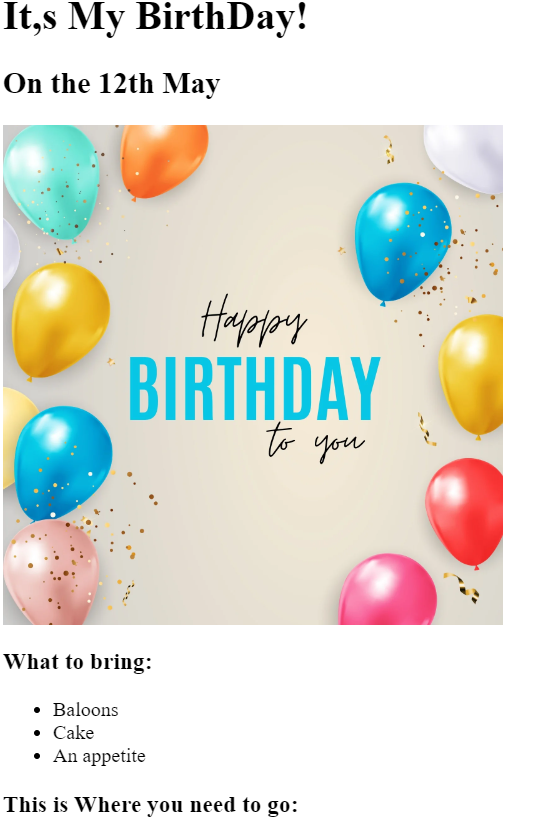 It,s My BirthDay!
On the 12th May
Happy
BIRTHDAY
to you
What to bring:
Baloons
Cake
An appetite
This is Where you need to go: